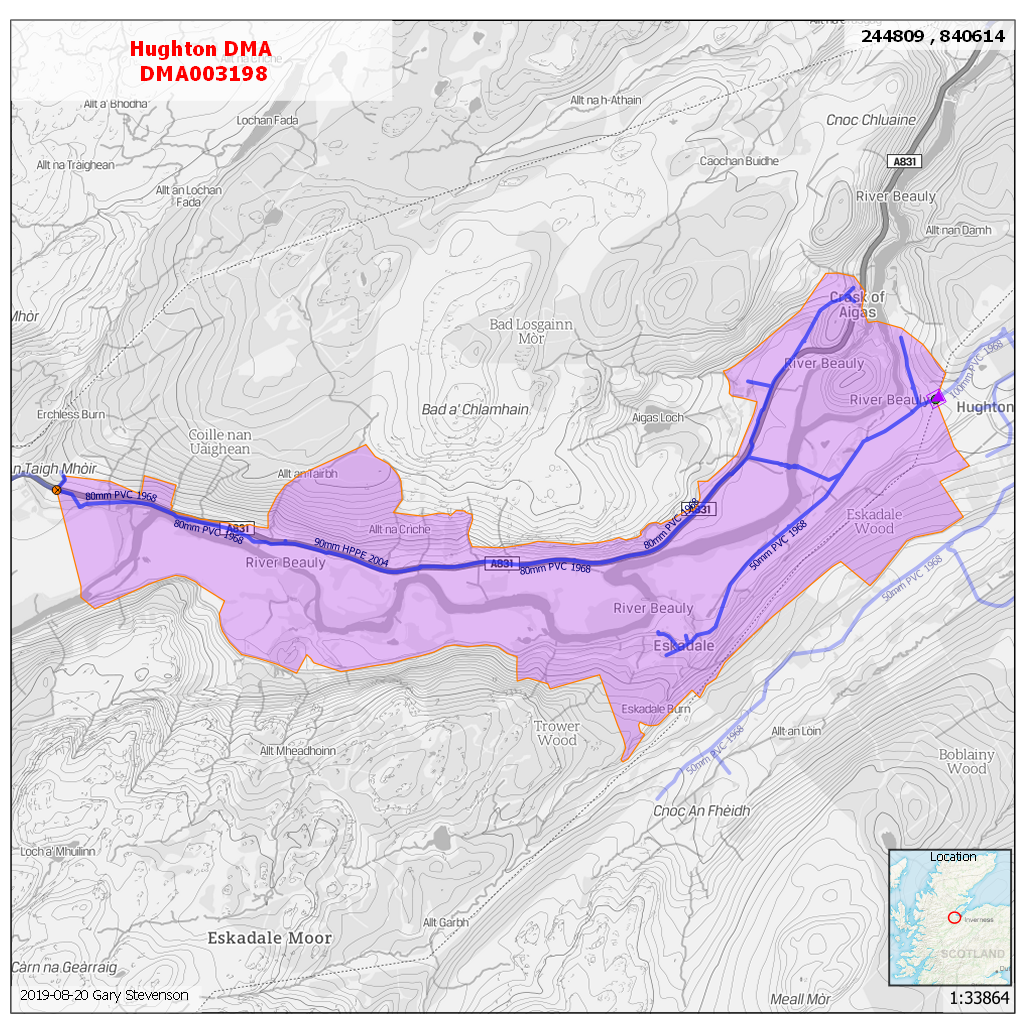 Hughton DMA
DMA003198
244809 , 840614
Allt a' Bhodha
Lochan Fada
Allt na h-Athain
Cnoc Chluaine
Allt na Tràighean
Caochan Buidhe
A831
Allt an Lochan
Fada
River Beauly
Allt nan Damh
Mhòr
Crask of
Aigas
Bad Losgainn
Mòr
River Beauly
100mm PVC 1968
River Beauly
Hughton
Erchless Burn
Bad a' Chlamhain
Aigas Loch
Coille nan
Uaighean
n Taigh Mhòir
Allt an Tairbh
80mm PVC 1968
A831
80mm PVC 1968
80mm PVC 1968
Allt na Criche
A831
Eskadale
Wood
90mm HPPE 2004
50mm PVC 1968
River Beauly
A831
80mm PVC 1968
50mm PVC 1968
River Beauly
Eskadale
Eskadale Burn
Trower
Wood
Allt an Lòin
Allt Mheadhoinn
50mm PVC 1968
Boblainy
Wood
Cnoc An Fhèidh
Loch a' Mhuilinn
Location
Allt Garbh
Inverness
Eskadale Moor
SCOTLAND
Càrn na Geàrraig
2019-08-20 Gary Stevenson
Meall Mòr
1:33864